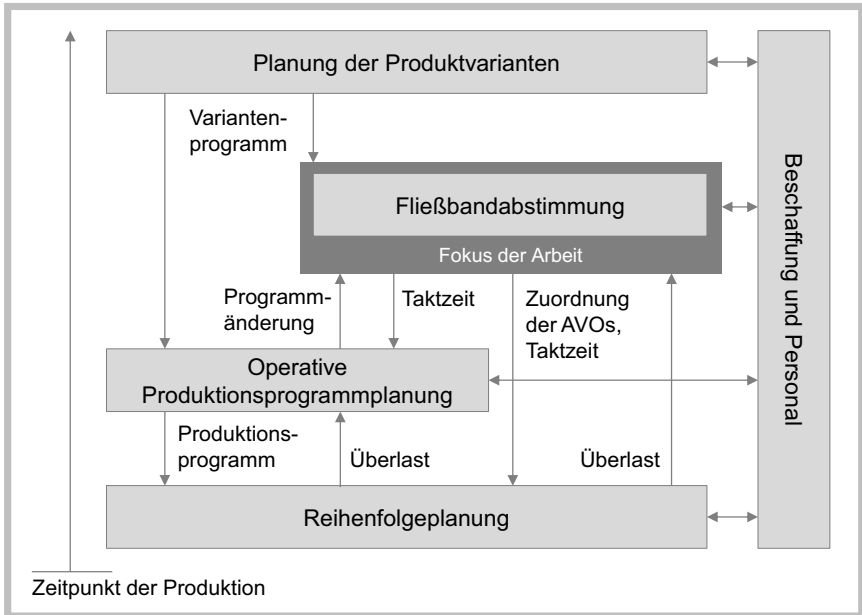 Planung der Produktvarianten
Varianten-
programm
Fließbandabstimmung
Fokus der Arbeit
Programm-
änderung
Taktzeit
Zuordnung
der AVOs,
Taktzeit
Operative
Produktionsprogrammplanung
Produktions-
programm
Überlast
Überlast
Reihenfolgeplanung
Beschaffung und Personal
Zeitpunkt der Produktion